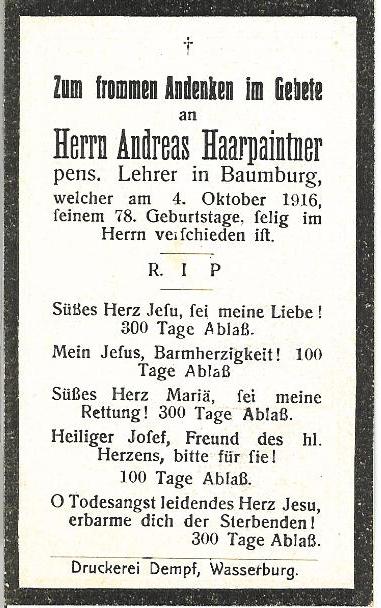 †
Zum frommen Andenken im Gebete
an
Herrn Andreas Haarpaintner
pens. Lehrer in Baumburg,
welcher am 4. Oktober 1916,
ſeinem 78. Geburtstage, ſelig im
Herrn verſchieden iſt.
R. I P
Süßes Herz Jeſu, ſei meine Liebe!
300 Tage Ablaß.
Mein Jeſus, Barmherzigkeit! 100
Tage Ablaß
Süßes Herz Mariä, ſei meine
Rettung! 300 Tage Ablaß.
Heiliger Joſef, Freund des hl.
Herzens, bitte für ſie!
100 Tage Ablaß.
O Todesangst leidendes Herz Jesu,
erbarme dich der Sterbenden!
300 Tage Ablaß.
Druckerei Dempf, Wasserburg.